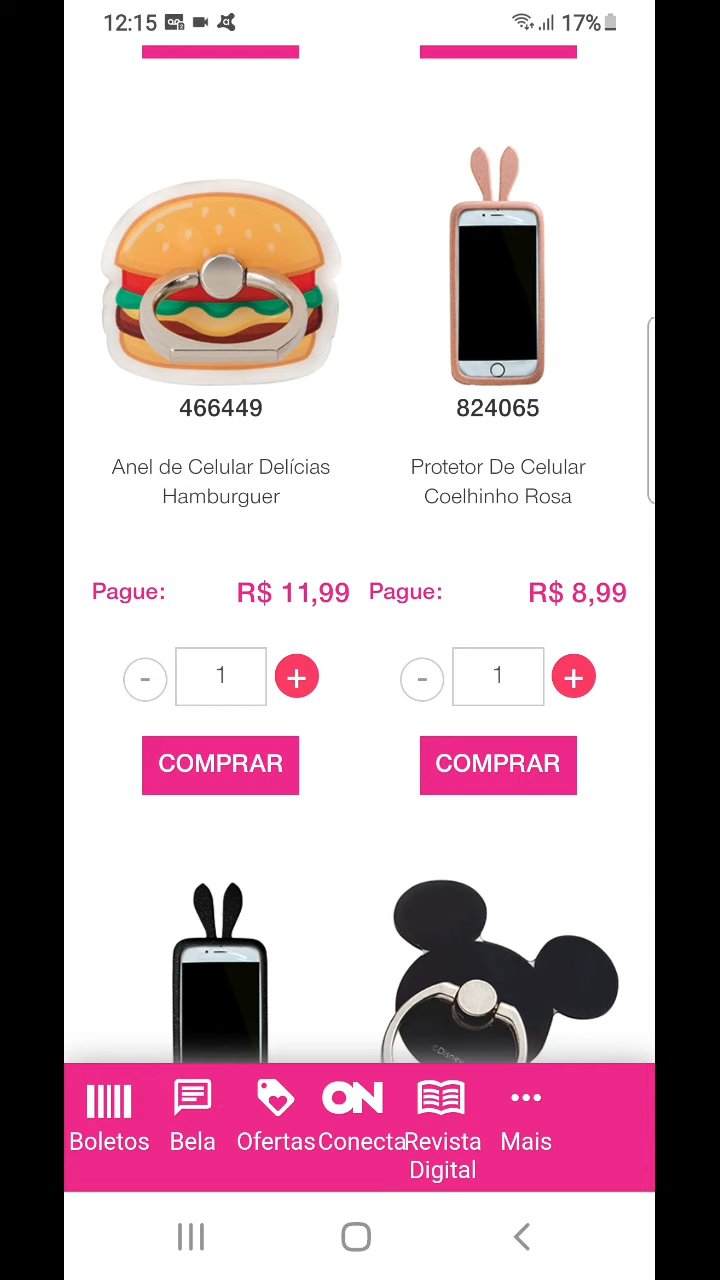 12:15
17%
466449
824065
Anel de Celular Delícias
Hamburguer
Protetor De Celular
Coelhinho Rosa
Pague: R$ 11,99
Pague: R$ 8,99
- 1 +
- 1 +
COMPRAR
COMPRAR
©Disney
Boletos
Bela
Ofertas
ON
Conecta
Revista
Digital
Mais